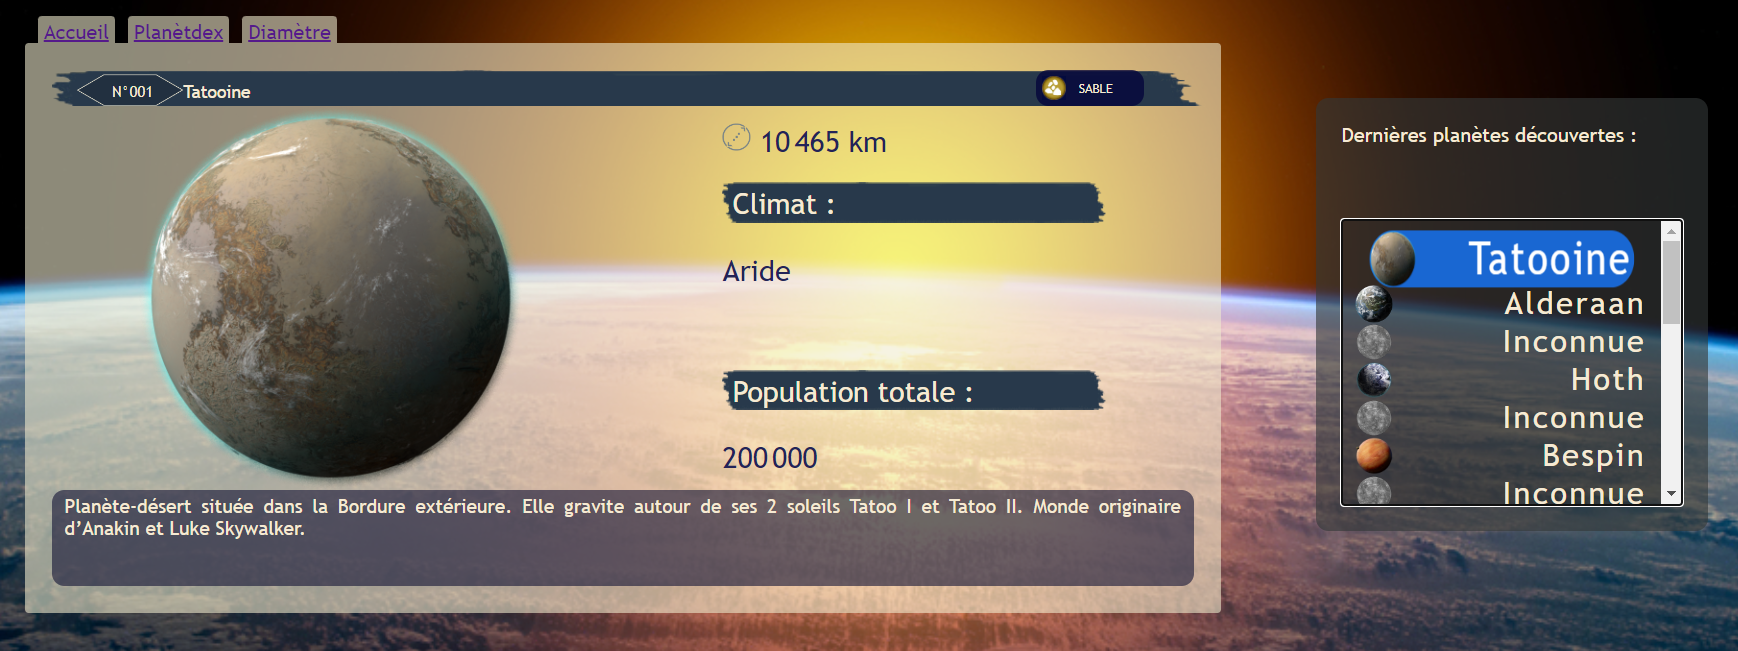 Accueil Planètdex Diamètre
N°001 Tatooine SABLE
10 465 km
Climat :
Aride
Population totale :
200 000
Planète-désert située dans la Bordure extérieure. Elle gravite autour de ses 2 soleils Tatoo I et Tatoo II. Monde originaire
d’Anakin et Luke Skywalker.
Dernières planètes découvertes :
Tatooine
Alderaan
Inconnue
Hoth
Inconnue
Bespin
Inconnue